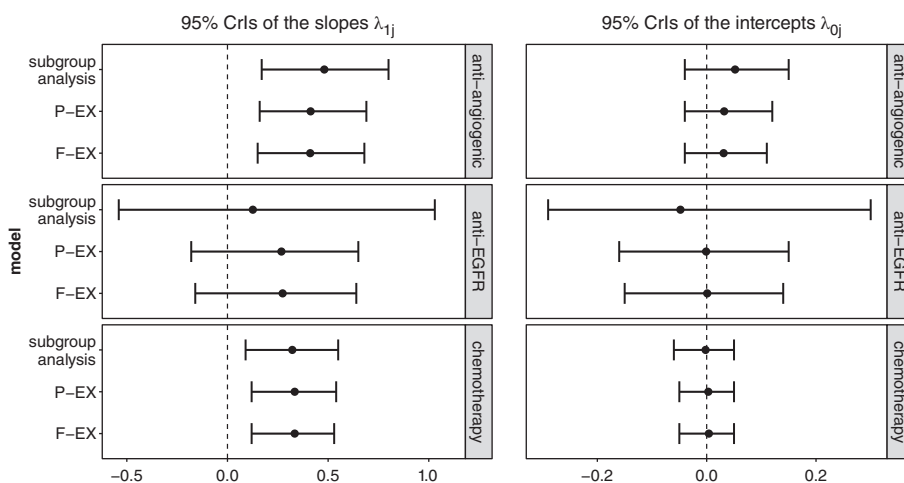 95% CrIs of the slopes λ1j
95% CrIs of the intercepts λ0j
model
subgroup
analysis
P−EX
F−EX
anti−angiogenic
anti−angiogenic
subgroup
analysis
P−EX
F−EX
anti−EGFR
anti−EGFR
subgroup
analysis
P−EX
F−EX
chemotherapy
chemotherapy
−0.5 0.0 0.5 1.0
−0.2 0.0 0.2